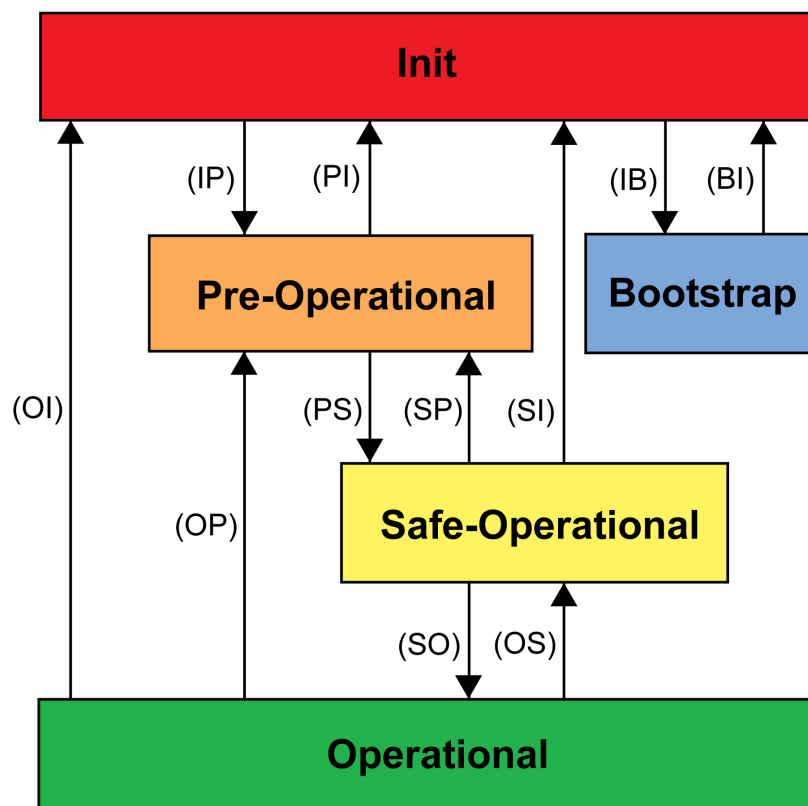 Init
(IP)
(PI)
(IB)
(BI)
Pre-Operational
Bootstrap
(OI)
(PS)
(SP)
(SI)
(OP)
Safe-Operational
(SO)
(OS)
Operational